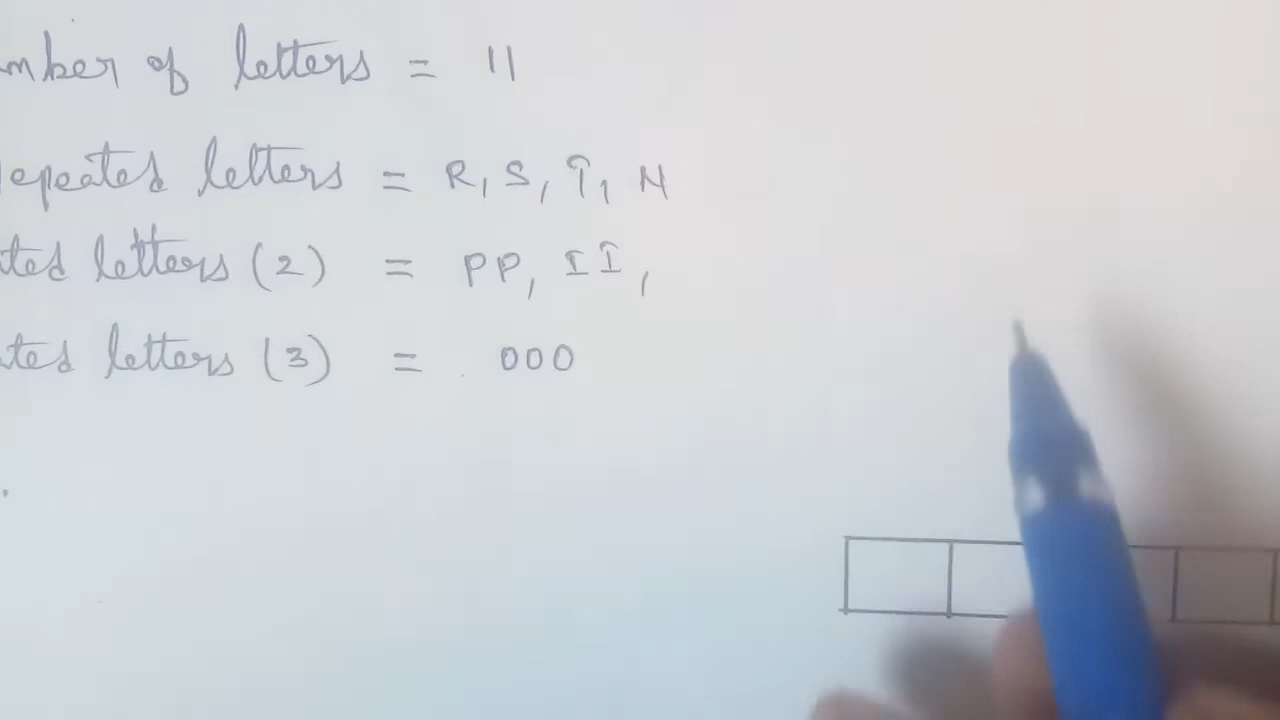 mber of letters = 11
epeated letters = R, S, T, N
ted letters (2) = PP, II,
ted letters (3) = OOO